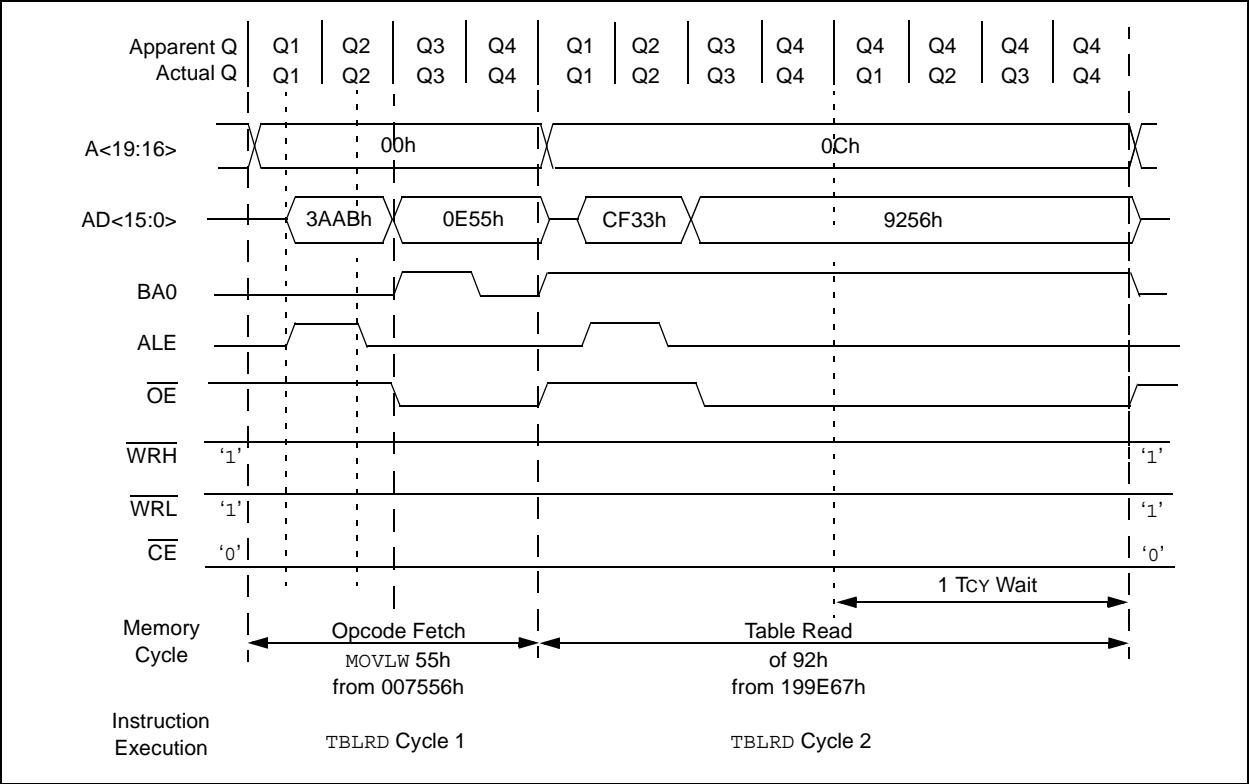 Apparent Q Q1 Q2 Q3 Q4 Q1 Q2 Q3 Q4 Q4 Q4 Q4 Q4
Actual Q Q1 Q2 Q3 Q4 Q1 Q2 Q3 Q4 Q1 Q2 Q3 Q4
A<19:16> 00h 0Ch
AD<15:0> 3AABh 0E55h CF33h 9256h
BA0
ALE
OE
WRH ‘1’ ‘1’
WRL ‘1’ ‘1’
CE ‘0’ ‘0’
1 TCY Wait
Memory Cycle
Opcode Fetch
MOVLW 55h
from 007556h
Table Read
of 92h
from 199E67h
Instruction
Execution
TBLRD Cycle 1 TBLRD Cycle 2